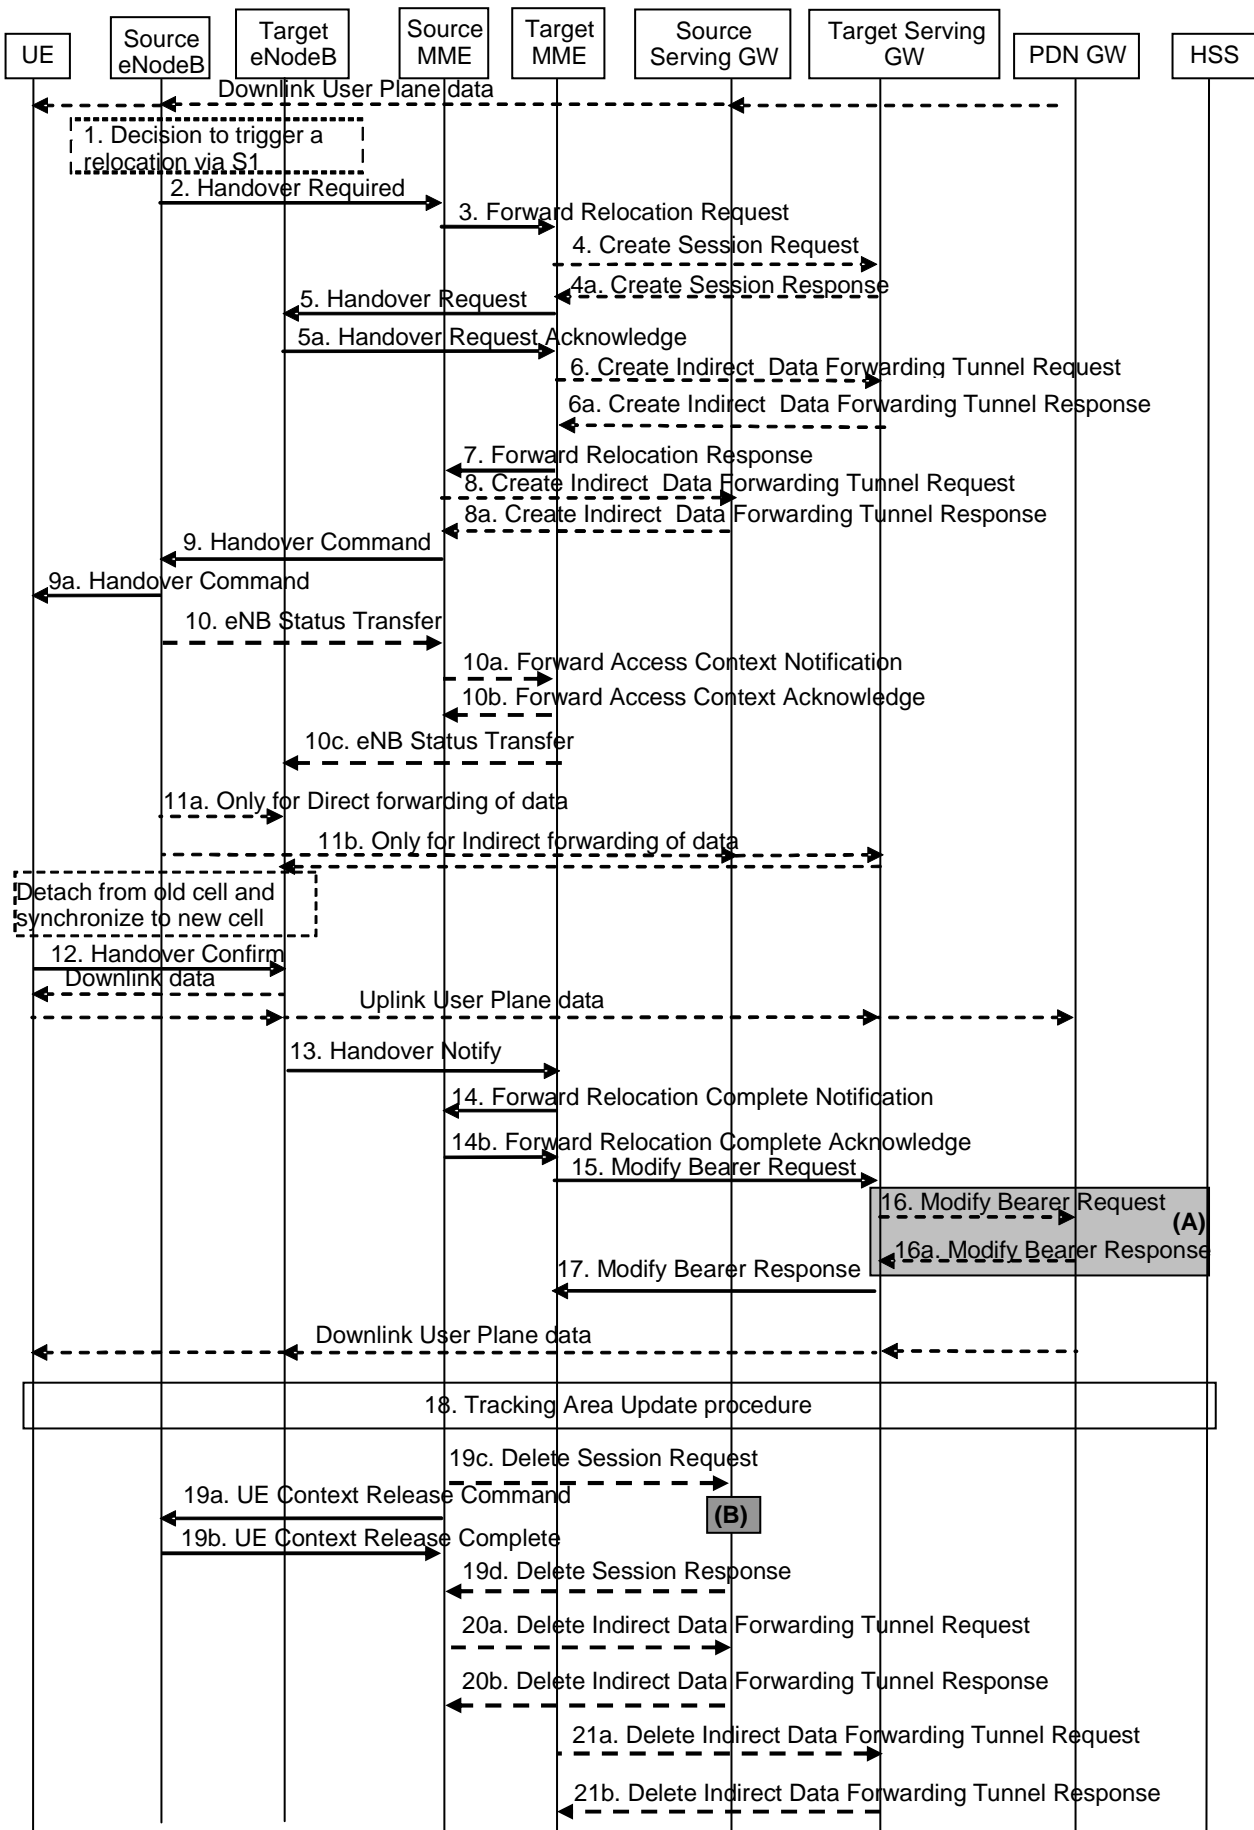 UE
Source
eNodeB
Target
eNodeB
Source
MME
Target
MME
Source
Serving GW
Target Serving
GW
PDN GW
HSS
Downlink User Plane data
1. Decision to trigger a
relocation via S1
2. Handover Required
3. Forward Relocation Request
4. Create Session Request
4a. Create Session Response
5. Handover Request
5a. Handover Request Acknowledge
6. Create Indirect Data Forwarding Tunnel Request
6a. Create Indirect Data Forwarding Tunnel Response
7. Forward Relocation Response
8. Create Indirect Data Forwarding Tunnel Request
8a. Create Indirect Data Forwarding Tunnel Response
9. Handover Command
9a. Handover Command
10. eNB Status Transfer
10a. Forward Access Context Notification
10b. Forward Access Context Acknowledge
10c. eNB Status Transfer
11a. Only for Direct forwarding of data
11b. Only for Indirect forwarding of data
Detach from old cell and
synchronize to new cell
12. Handover Confirm
Downlink data
Uplink User Plane data
13. Handover Notify
14. Forward Relocation Complete Notification
14b. Forward Relocation Complete Acknowledge
15. Modify Bearer Request
16. Modify Bearer Request
(A)
16a. Modify Bearer Response
17. Modify Bearer Response
Downlink User Plane data
18. Tracking Area Update procedure
19c. Delete Session Request
19a. UE Context Release Command
(B)
19b. UE Context Release Complete
19d. Delete Session Response
20a. Delete Indirect Data Forwarding Tunnel Request
20b. Delete Indirect Data Forwarding Tunnel Response
21a. Delete Indirect Data Forwarding Tunnel Request
21b. Delete Indirect Data Forwarding Tunnel Response